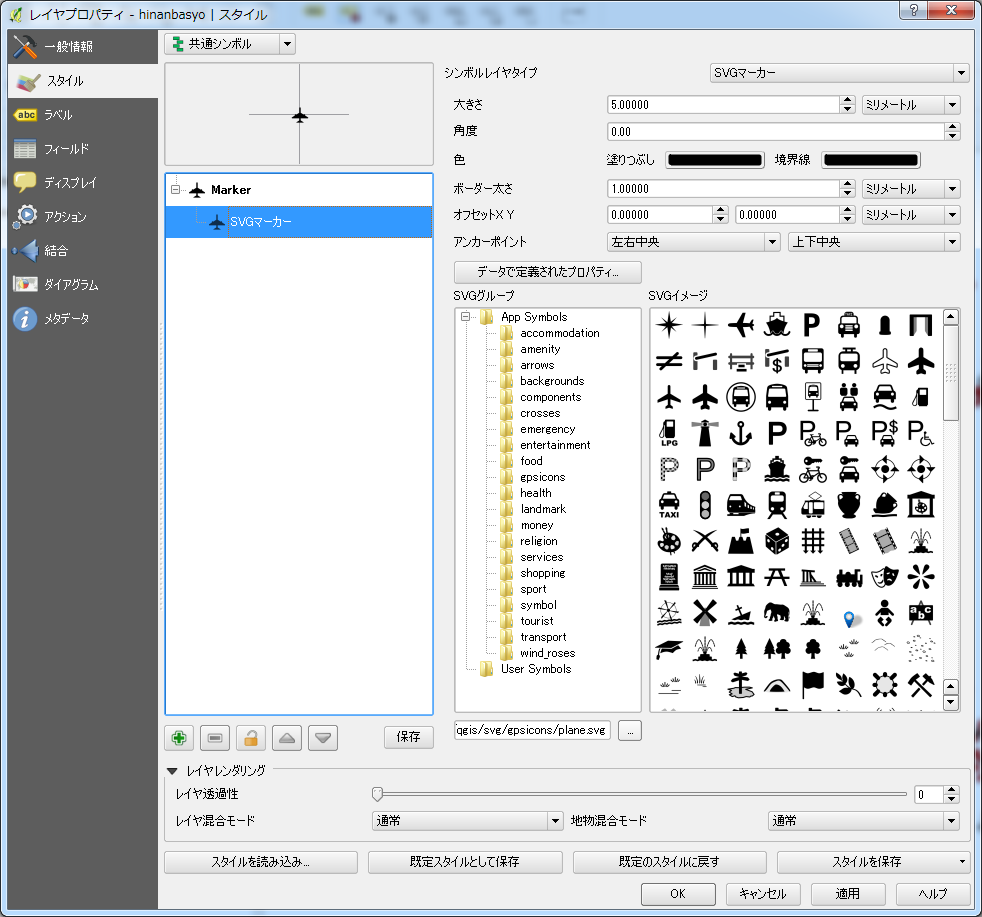 レイヤプロパティ - hinanbasyo | スタイル
一般情報
スタイル
abc ラベル
フィールド
ディスプレイ
アクション
結合
ダイアグラム
メタデータ
共通シンボル
Marker
SVGマーカー
シンボルレイヤタイプ SVGマーカー
大きさ 5.00000 ミリメートル
角度 0.00
色 塗りつぶし 境界線
ボーダー太さ 1.00000 ミリメートル
オフセットX Y 0.00000 0.00000 ミリメートル
アンカーポイント 左右中央 上下中央
データで定義されたプロパティ...
SVGグループ
App Symbols
accommodation
amenity
arrows
backgrounds
components
crosses
emergency
entertainment
food
gpsicons
health
landmark
money
religion
services
shopping
sport
symbol
tourist
transport
wind_roses
User Symbols
SVGイメージ
P
$
LPG P P P $ P
P P P
TAXI
abc
qgis/svg/gpsicons/plane.svg ...
保存
レイヤレンダリング
レイヤ透過性 0
レイヤ混合モード 通常 地物混合モード 通常
スタイルを読み込み... 既定スタイルとして保存 既定のスタイルに戻す スタイルを保存
OK キャンセル 適用 ヘルプ